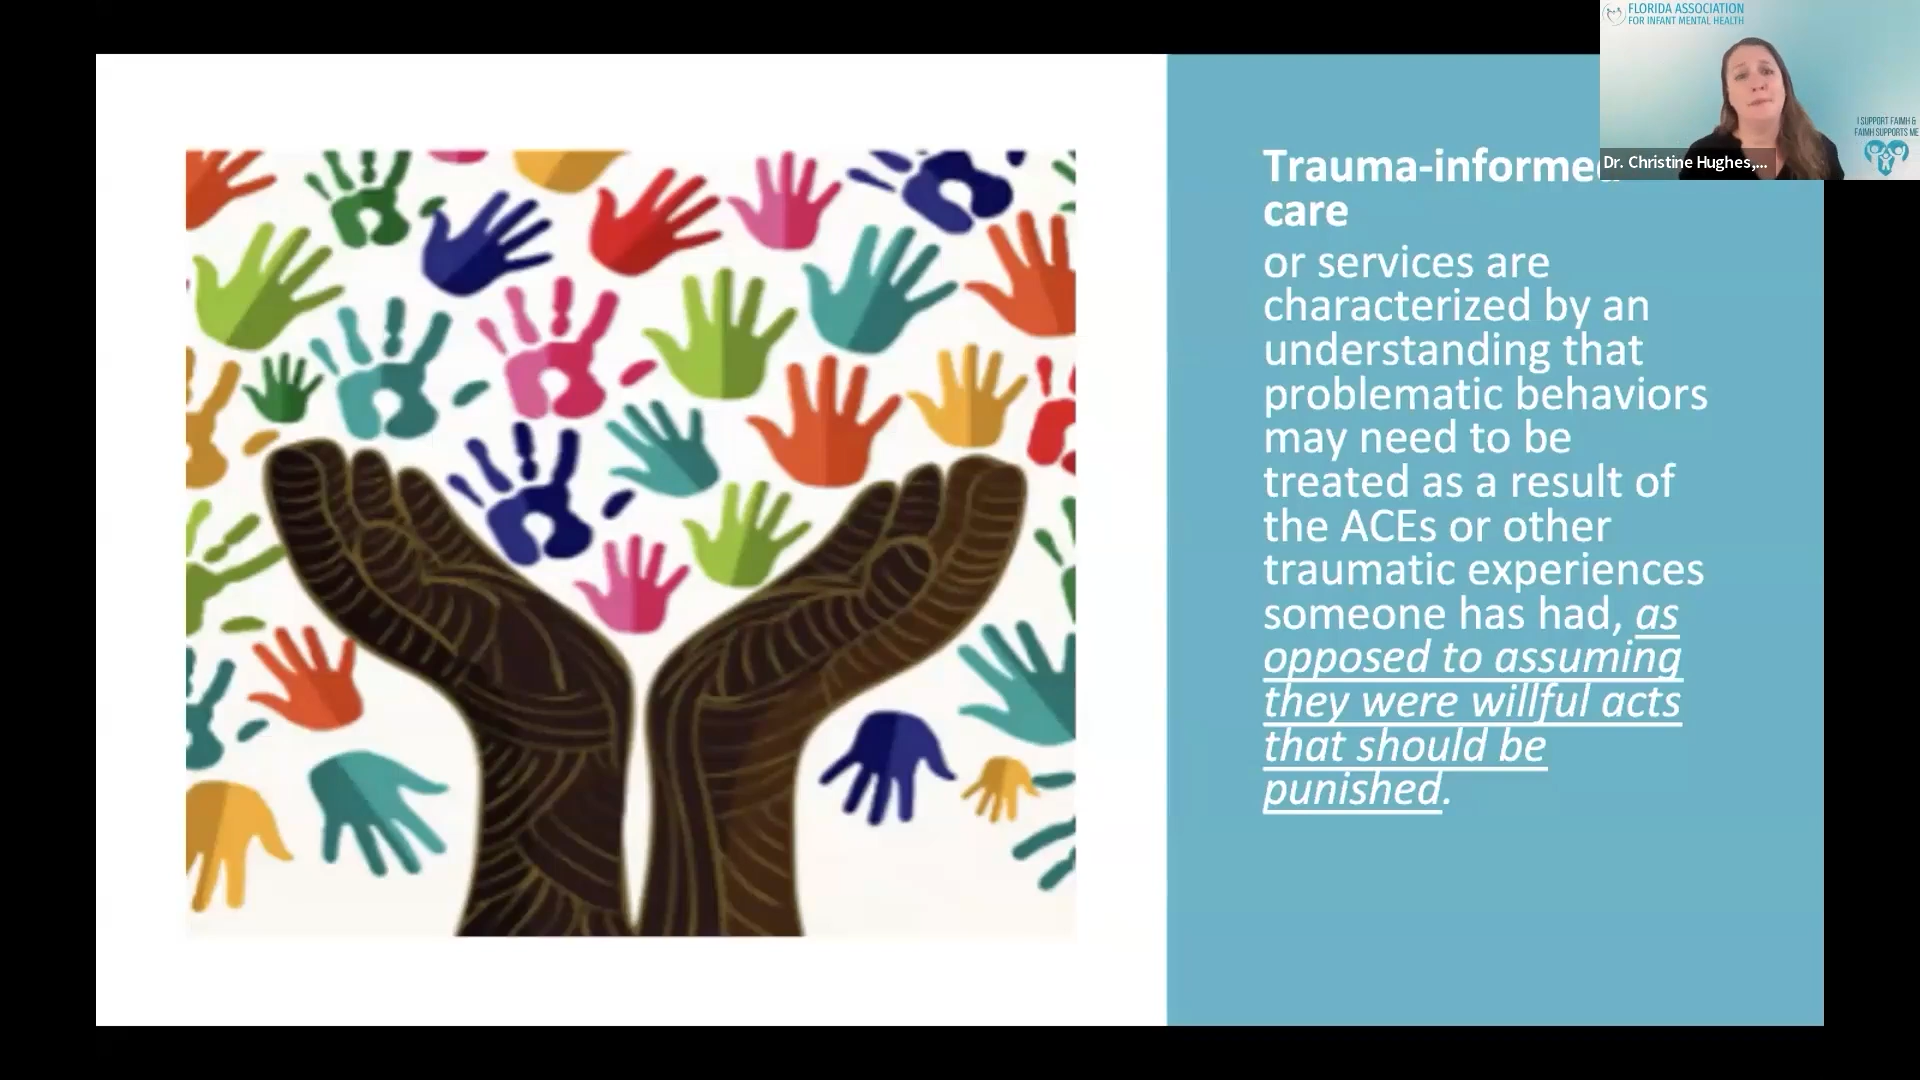 FLORIDA ASSOCIATION
FOR INFANT MENTAL HEALTH
I SUPPORT FAIMH &
FAIMH SUPPORTS ME
Dr. Christine Hughes,...
Trauma-informed
care
or services are
characterized by an
understanding that
problematic behaviors
may need to be
treated as a result of
the ACEs or other
traumatic experiences
someone has had, as
opposed to assuming
they were willful acts
that should be
punished.